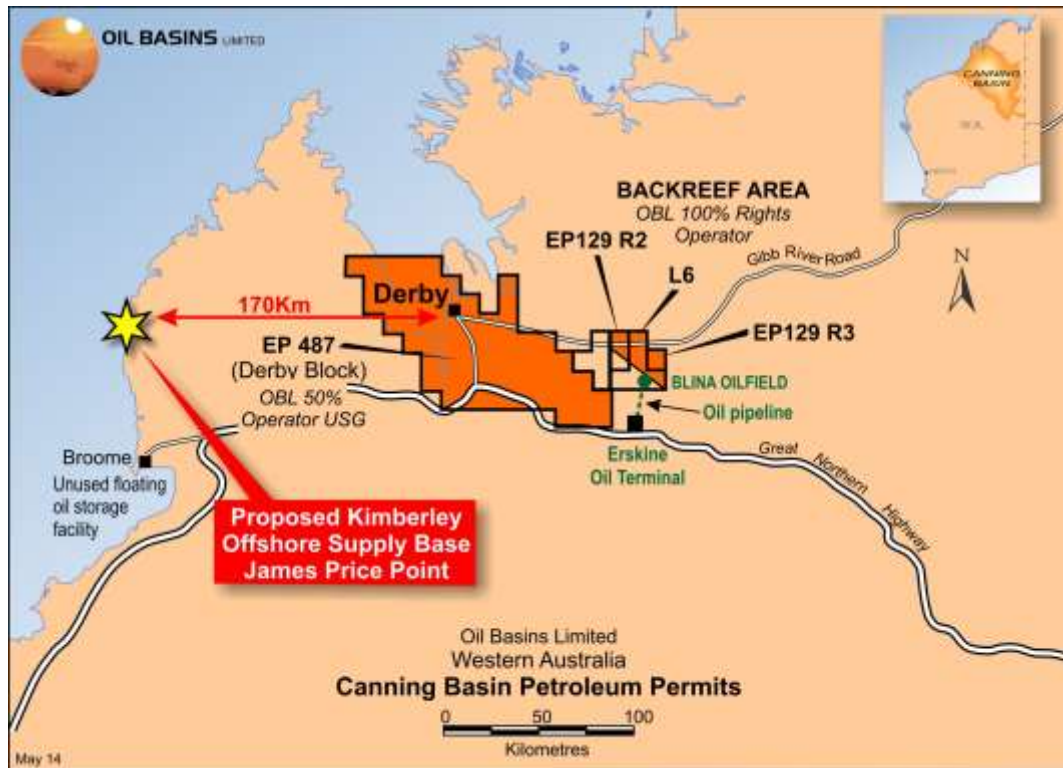 OIL BASINS LIMITED
CANNING
BASIN
WA
BACKREEF AREA
OBL 100% Rights
Operator
EP129 R2
L6
Gibb River Road
N
EP129 R3
170Km
Derby
EP 487
(Derby Block)
OBL 50%
Operator USG
BLINA OILFIELD
Oil pipeline
Erskine
Oil Terminal
Great Northern Highway
Broome
Unused floating
oil storage
facility
Proposed Kimberley
Offshore Supply Base
James Price Point
Oil Basins Limited
Western Australia
Canning Basin Petroleum Permits
0 50 100
Kilometres
May 14